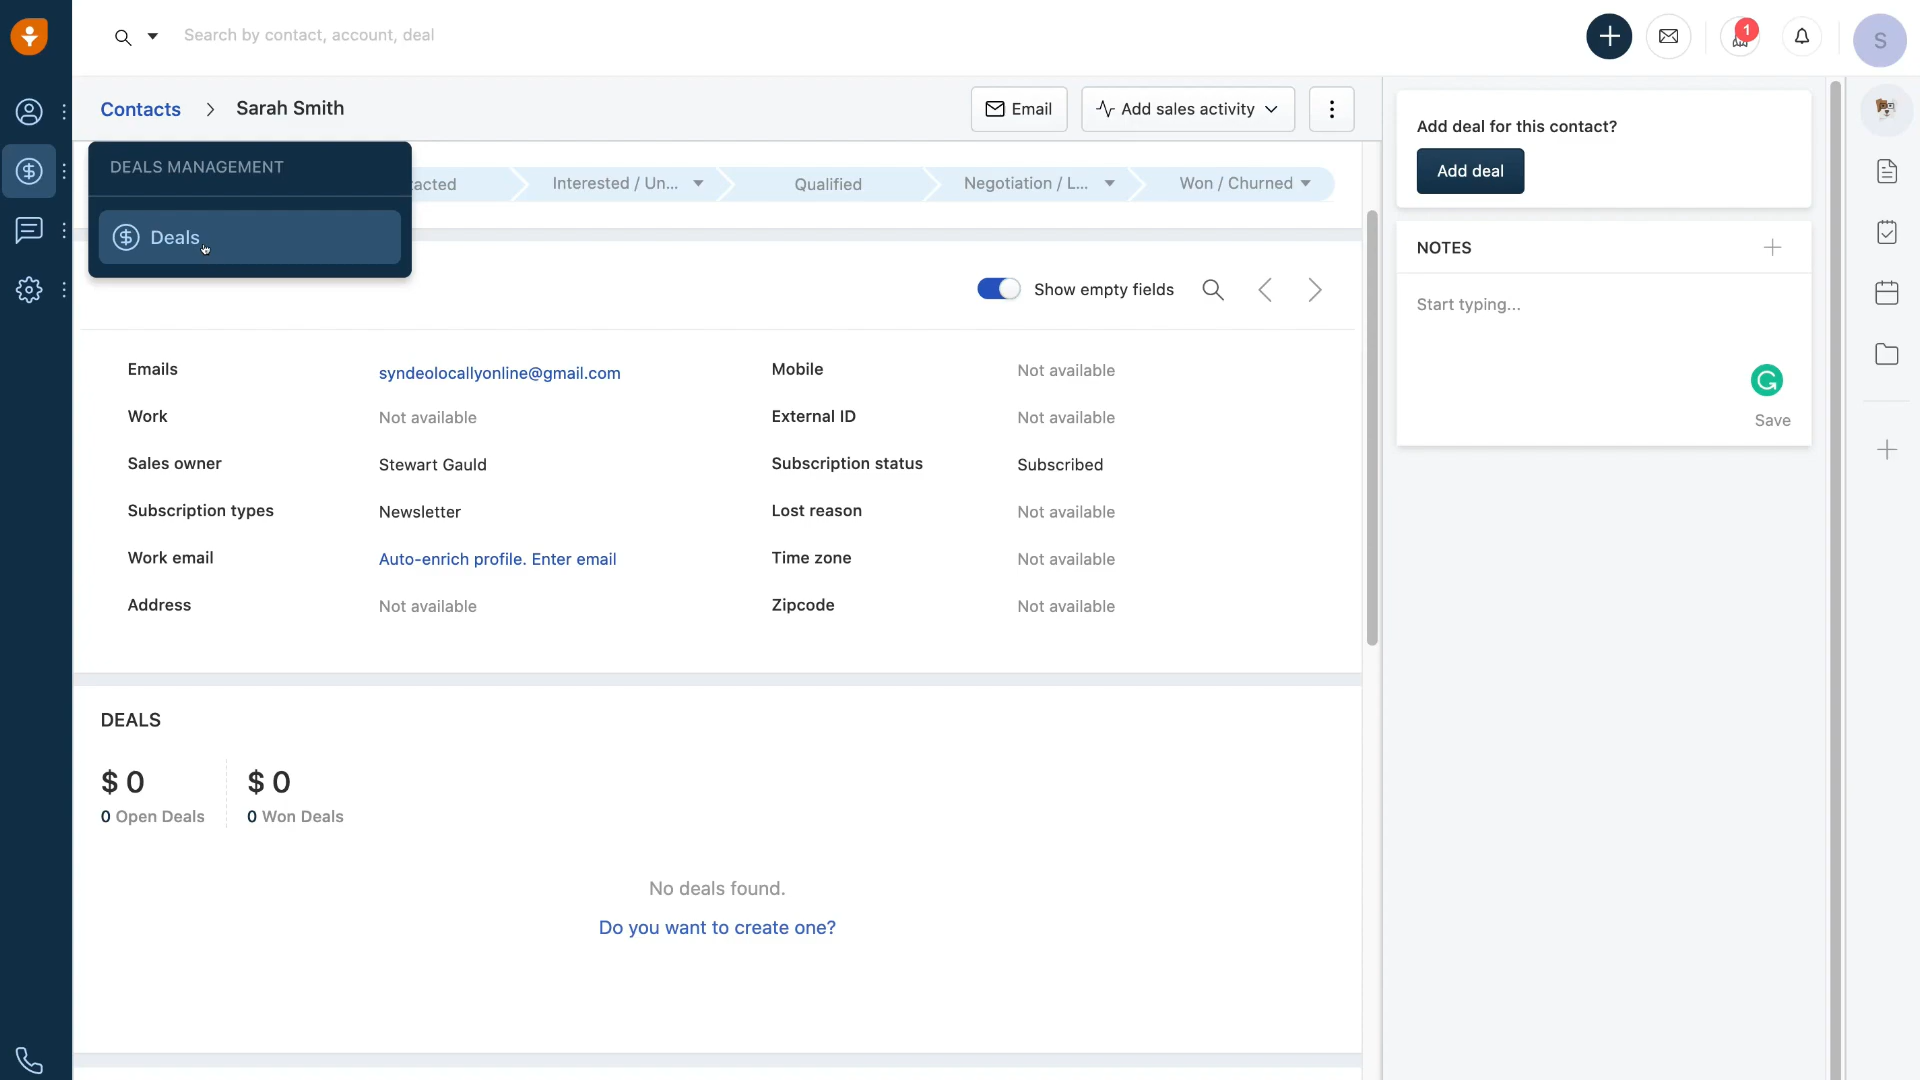 Search by contact, account, deal
1
S
Contacts > Sarah Smith
Email
Add sales activity
DEALS MANAGEMENT
Deals
acted
Interested / Un...
Qualified
Negotiation / L...
Won / Churned
Show empty fields
Emails syndeolocallyonline@gmail.com Mobile Not available
Work Not available External ID Not available
Sales owner Stewart Gauld Subscription status Subscribed
Subscription types Newsletter Lost reason Not available
Work email Auto-enrich profile. Enter email Time zone Not available
Address Not available Zipcode Not available
DEALS
$ 0 $ 0
0 Open Deals 0 Won Deals
No deals found.
Do you want to create one?
Add deal for this contact?
Add deal
NOTES
Start typing...
Save